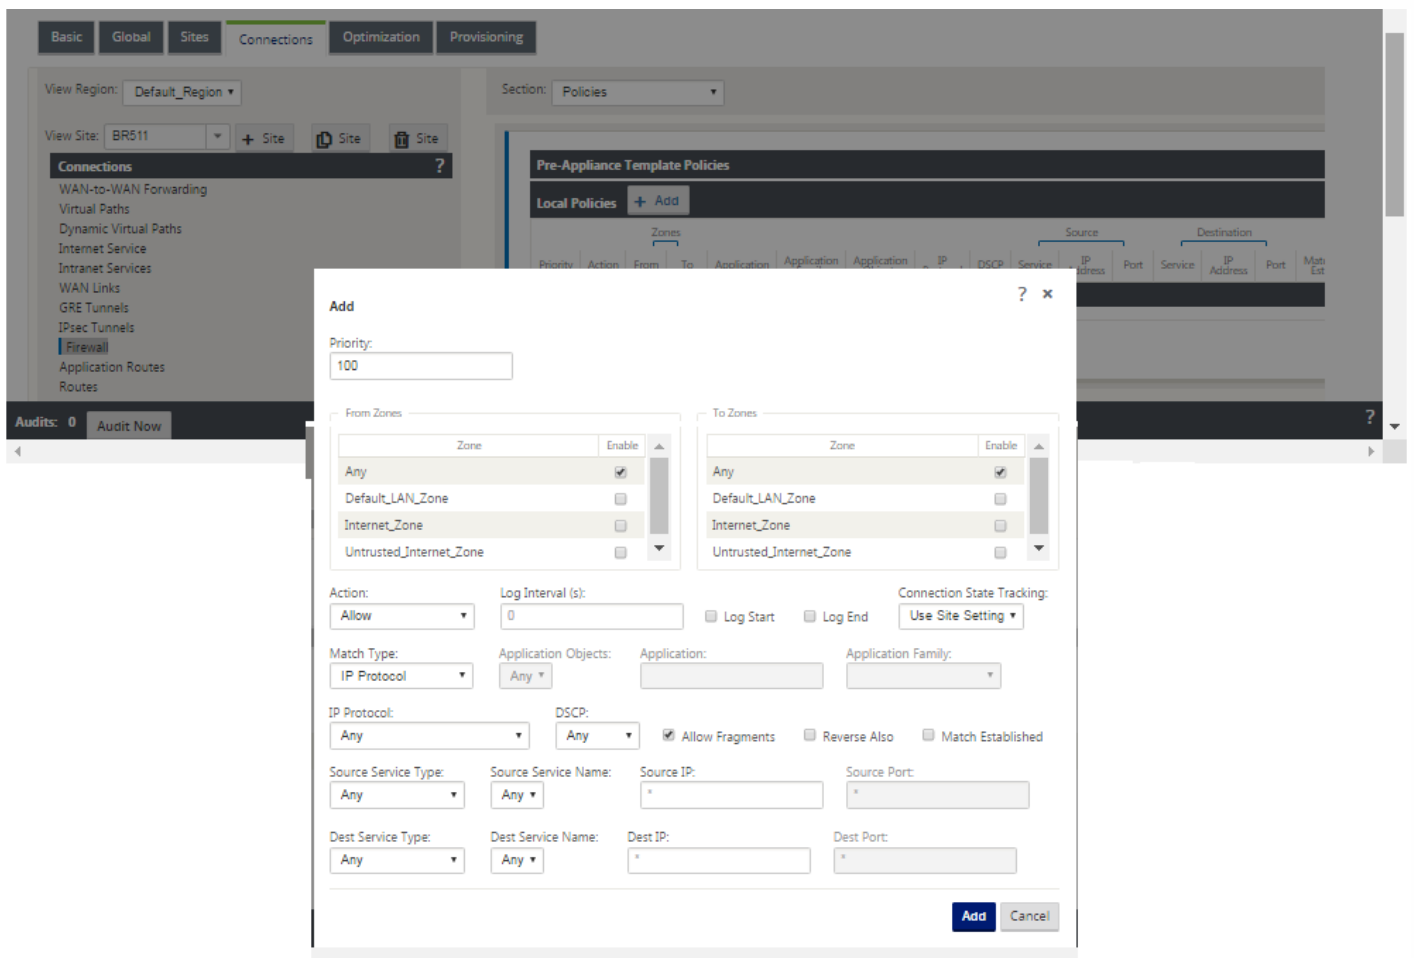 Basic Global Sites Connections Optimization Provisioning
View Region: Default_Region
Section: Policies
View Site: BR511 + Site Site Site
Connections ?
WAN-to-WAN Forwarding
Virtual Paths
Dynamic Virtual Paths
Internet Service
Intranet Services
WAN Links
GRE Tunnels
IPsec Tunnels
Firewall
Application Routes
Routes
Pre-Appliance Template Policies
Local Policies + Add
Zones Source Destination
Priority Action From To Application Application Application IP DSCP Service IP Address Port Service IP Address Port
Audits: 0 Audit Now ?
Add ? ×
Priority:
100
From Zones To Zones
Zone Enable Zone Enable
Any Any
Default_LAN_Zone Default_LAN_Zone
Internet_Zone Internet_Zone
Untrusted_Internet_Zone Untrusted_Internet_Zone
Action: Log Interval (s): Connection State Tracking:
Allow 0 Log Start Log End Use Site Setting
Match Type: Application Objects: Application: Application Family:
IP Protocol Any
IP Protocol: DSCP:
Any Any Allow Fragments Reverse Also Match Established
Source Service Type: Source Service Name: Source IP: Source Port:
Any Any * *
Dest Service Type: Dest Service Name: Dest IP: Dest Port:
Any Any * *
Add Cancel